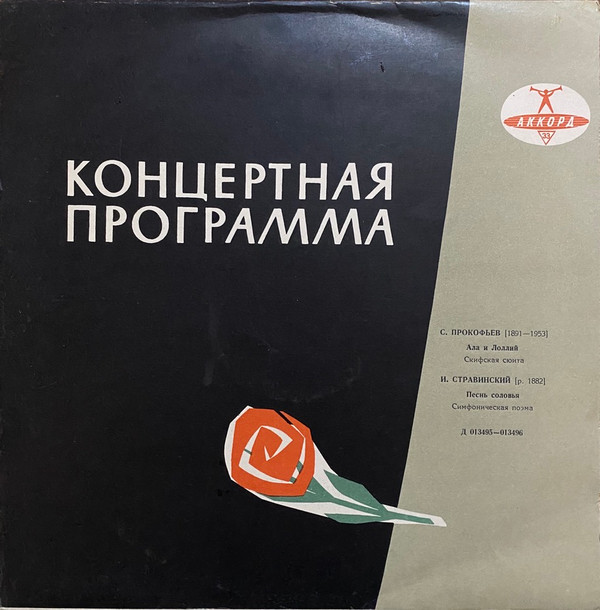 АККОРД
33
КОНЦЕРТНАЯ
ПРОГРАММА
С. ПРОКОФЬЕВ [1891—1953]
Ала и Лоллий
Скифская сюита
И. СТРАВИНСКИЙ [р. 1882]
Песнь соловья
Симфоническая поэма
Д 013495—013496